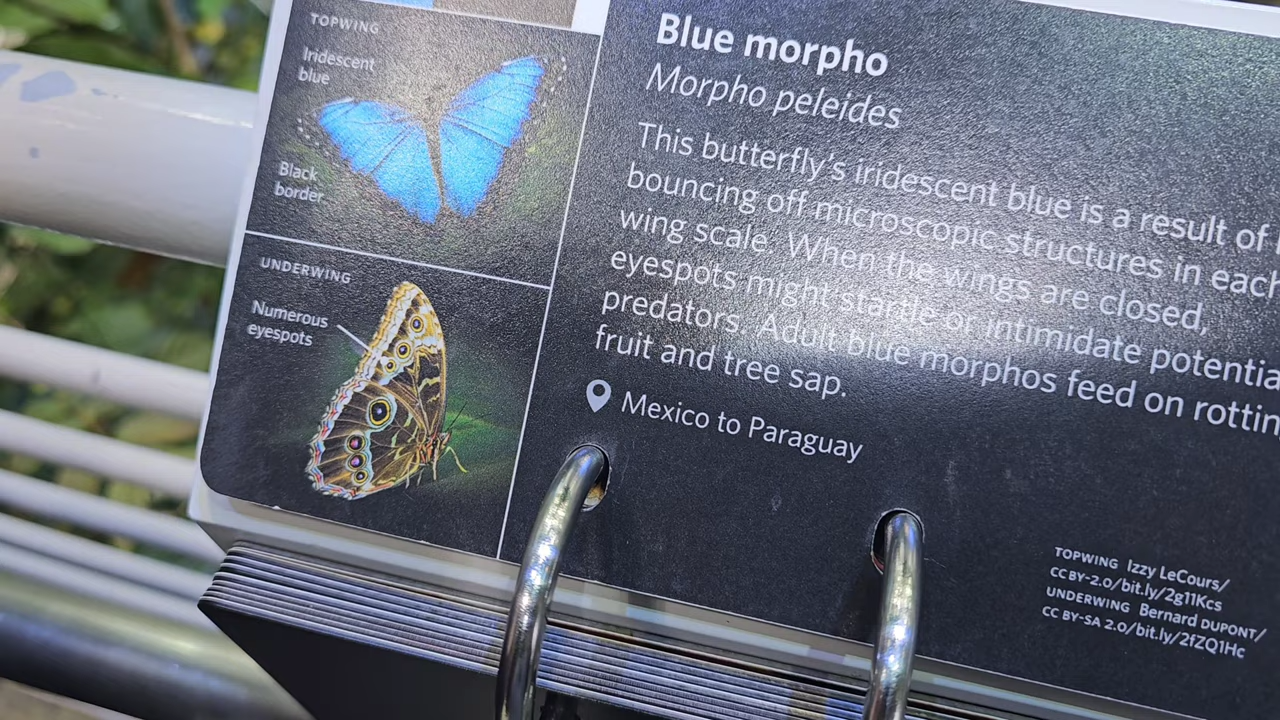 TOPWING
Iridescent
blue
Black
border
UNDERWING
Numerous
eyespots
Blue morpho
Morpho peleides
This butterfly's iridescent blue is a result of
bouncing off microscopic structures in each
wing scale. When the wings are closed,
eyespots might startle or intimidate potentia
predators. Adult blue morphos feed on rottin
fruit and tree sap.
Mexico to Paraguay
TOPWING Izzy LeCours/
CC BY-2.0/bit.ly/2g11Kcs
UNDERWING Bernard DUPONT/
CC BY-SA 2.0/bit.ly/2fZQ1Hc